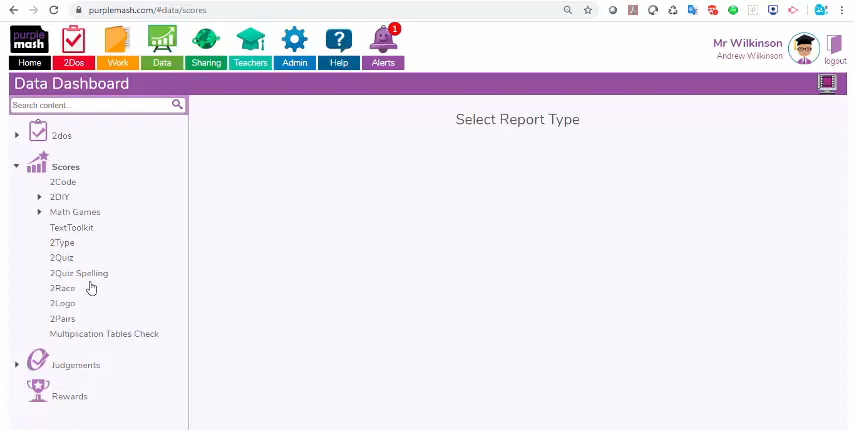 purplemash.com/#data/scores
purple mash
1
Home 2Dos Work Data Sharing Teachers Admin Help Alerts
Mr Wilkinson
Andrew Wilkinson
logout
Data Dashboard
Search content...
Select Report Type
2dos
Scores
2Code
2DIY
Math Games
TextToolkit
2Type
2Quiz
2Quiz Spelling
2Race
2Logo
2Pairs
Multiplication Tables Check
Judgements
Rewards